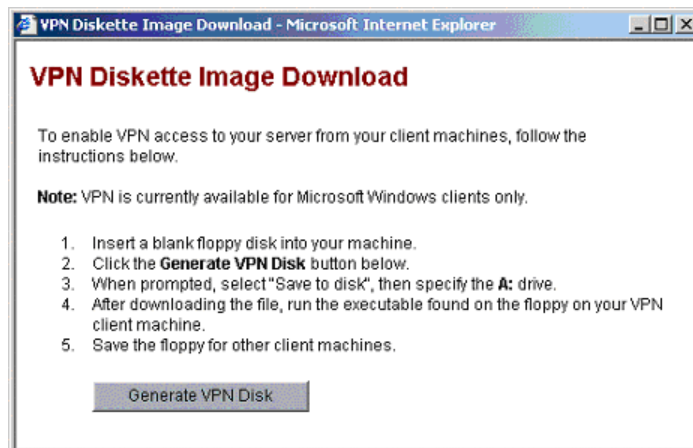 VPN Diskette Image Download - Microsoft Internet Explorer
VPN Diskette Image Download
To enable VPN access to your server from your client machines, follow the
instructions below.
Note: VPN is currently available for Microsoft Windows clients only.
1. Insert a blank floppy disk into your machine.
2. Click the Generate VPN Disk button below.
3. When prompted, select "Save to disk", then specify the A: drive.
4. After downloading the file, run the executable found on the floppy on your VPN
client machine.
5. Save the floppy for other client machines.
Generate VPN Disk